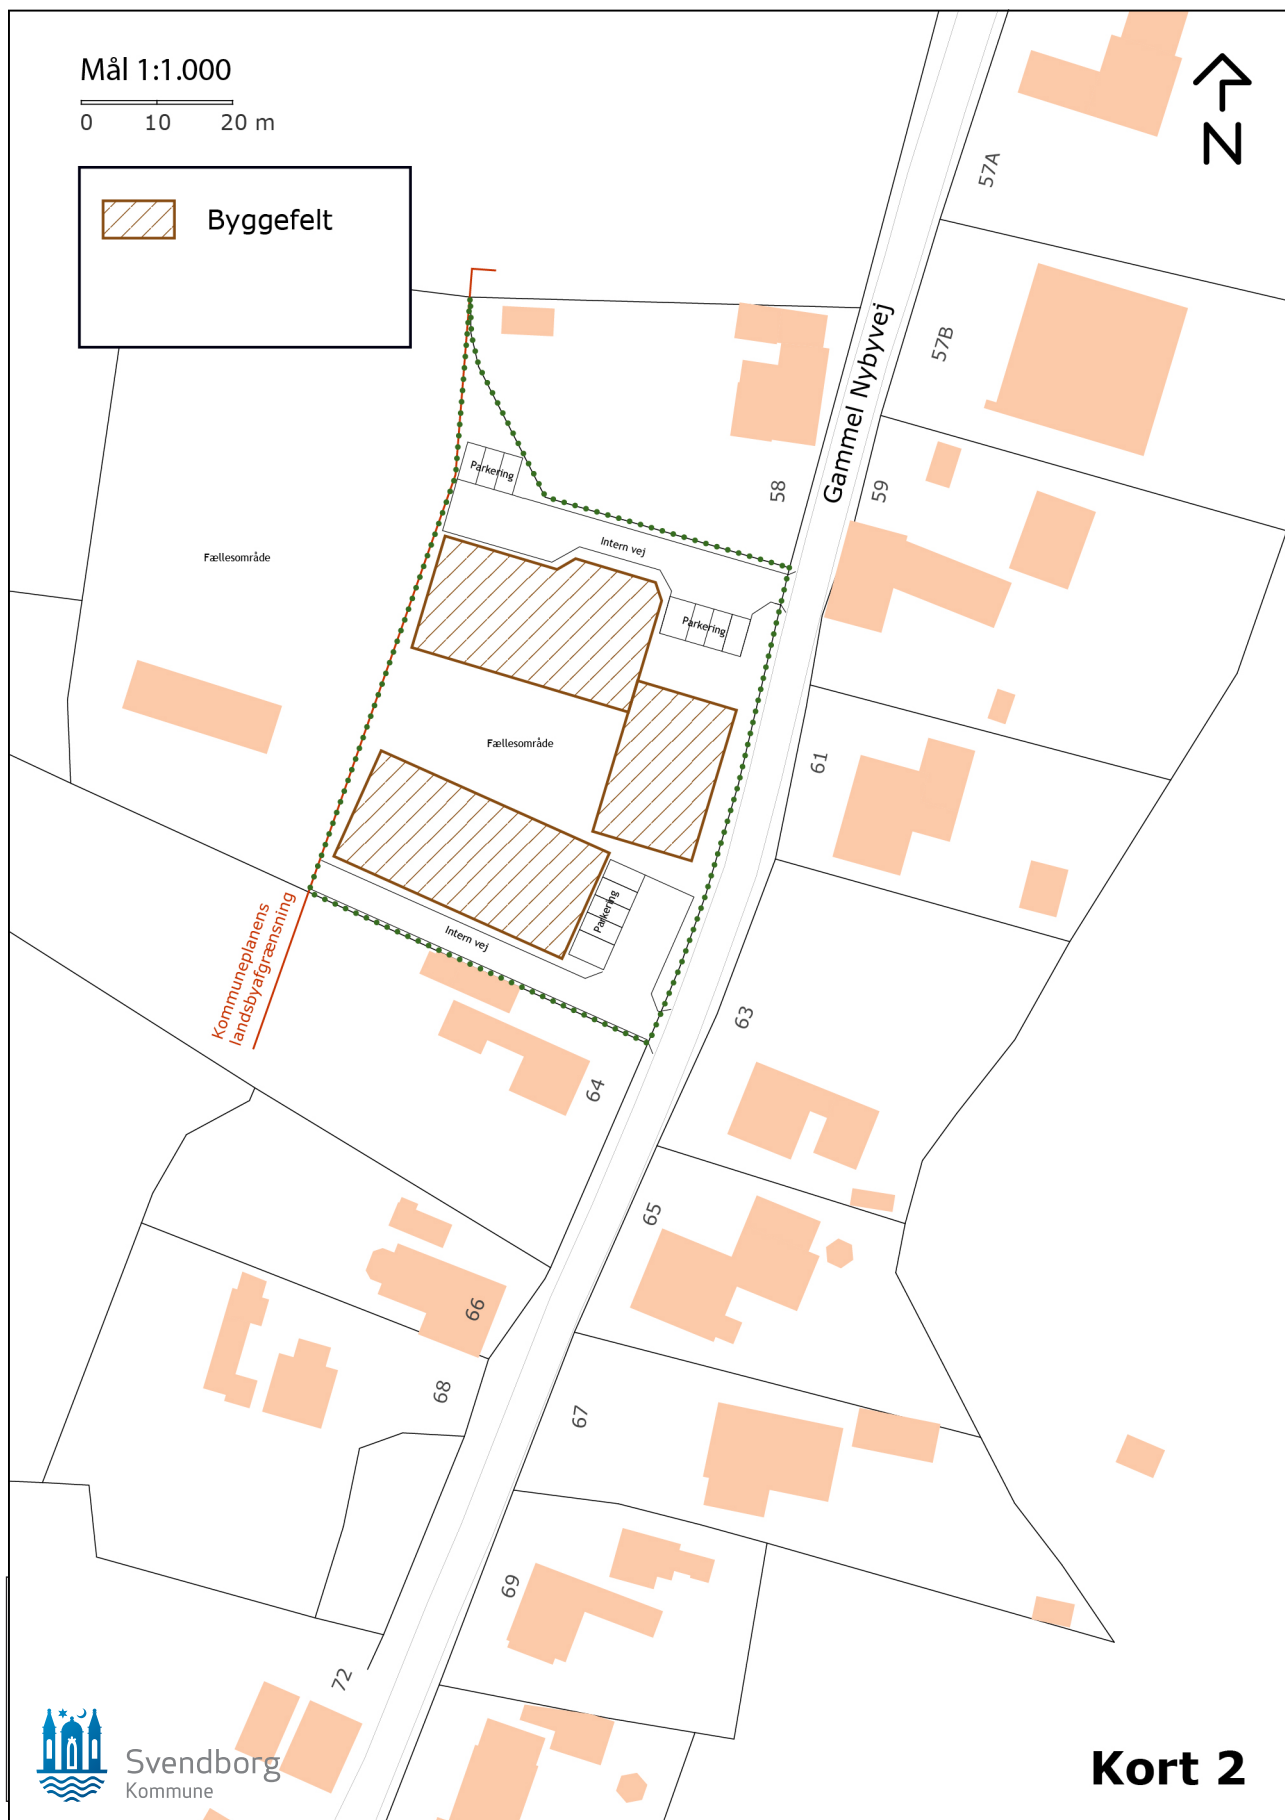 Mål 1:1.000
0 10 20 m
N
Byggefelt
57A
57B
Gammel Nybyvej
58
59
Parkering
Intern vej
Fællesområde
Parkering
Fællesområde
61
Parkering
Intern vej
Kommuneplanens
landsbyafgrænsning
63
64
65
66
68
67
69
72
Svendborg
Kommune
Kort 2